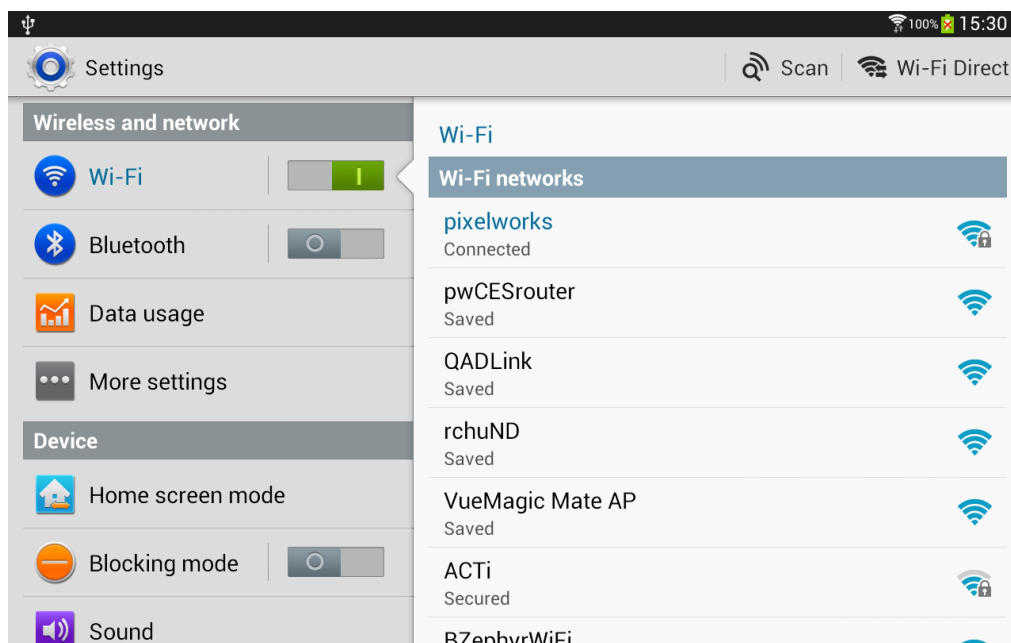 100% 15:30
Settings
Scan
Wi-Fi Direct
Wireless and network
Wi-Fi
Bluetooth
Data usage
More settings
Device
Home screen mode
Blocking mode
Sound
Wi-Fi
Wi-Fi networks
pixelworks
Connected
pwCESrouter
Saved
QADLink
Saved
rchuND
Saved
VueMagic Mate AP
Saved
ACTi
Secured
BZephyrWiFi